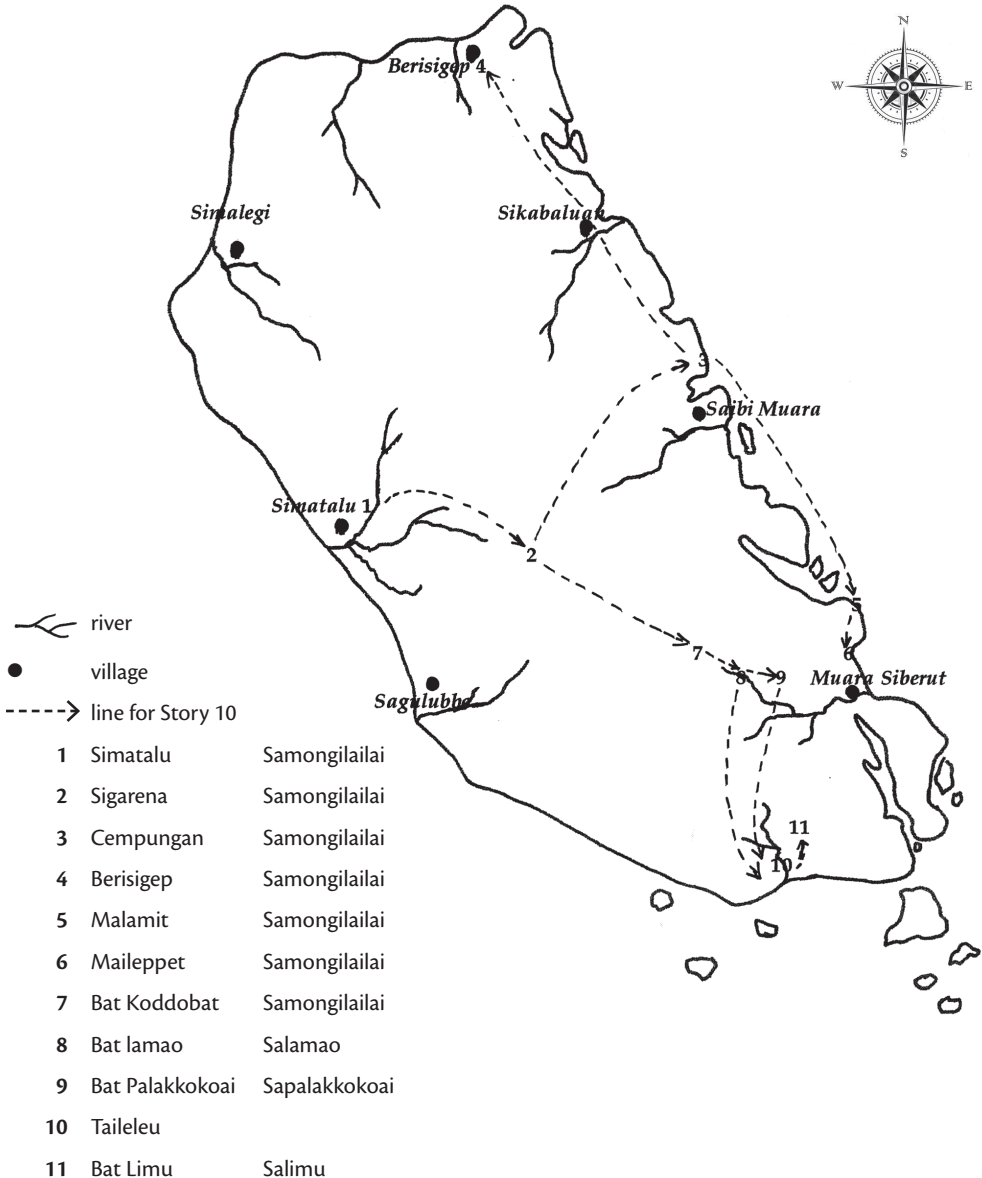 N
Berisigep 4
W E
S
Simalegi
Sikabaluan
3
Saibi Muara
Simatalu 1
2
5
river
7
6
village
8
9
Muara Siberut
Sagulubbe
line for Story 10
1 Simatalu Samongilailai
2 Sigarena Samongilailai
11
3 Cempungan Samongilailai
10
4 Berisigep Samongilailai
5 Malamit Samongilailai
6 Maileppet Samongilailai
7 Bat Koddobat Samongilailai
8 Bat lamao Salamao
9 Bat Palakkokoai Sapalakkokoai
10 Taileleu
11 Bat Limu Salimu